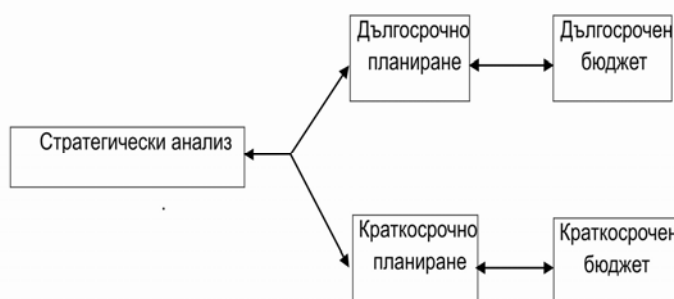 Дългосрочно
планиране
Дългосрочен
бюджет
Стратегически анализ
Краткосрочно
планиране
Краткосрочен
бюджет